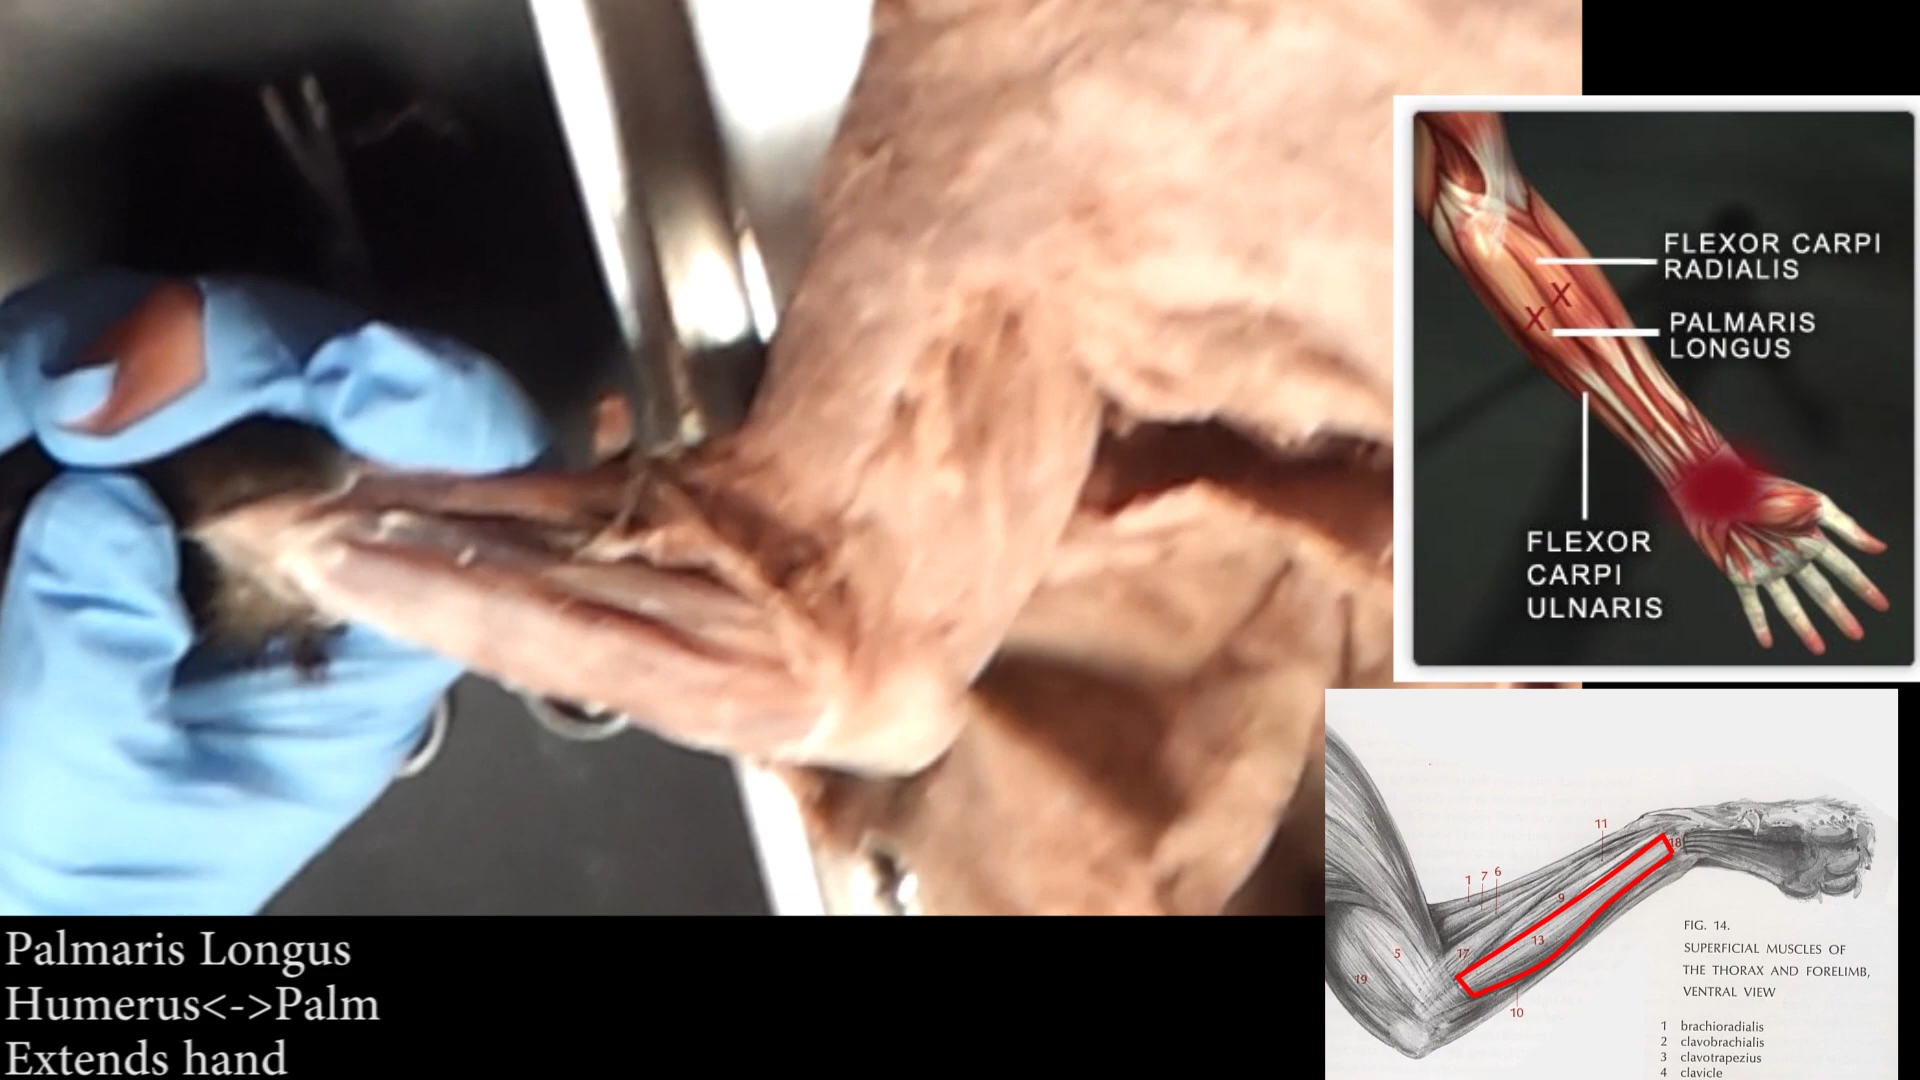 FLEXOR CARPI
RADIALIS
X
X
PALMARIS
LONGUS
FLEXOR
CARPI
ULNARIS
11
18
1 7 6
9
13
17
5
19
10
FIG. 14.
SUPERFICIAL MUSCLES OF
THE THORAX AND FORELIMB,
VENTRAL VIEW
1 brachioradialis
2 clavobrachialis
3 clavotrapezius
4 clavicle
Palmaris Longus
Humerus<->Palm
Extends hand